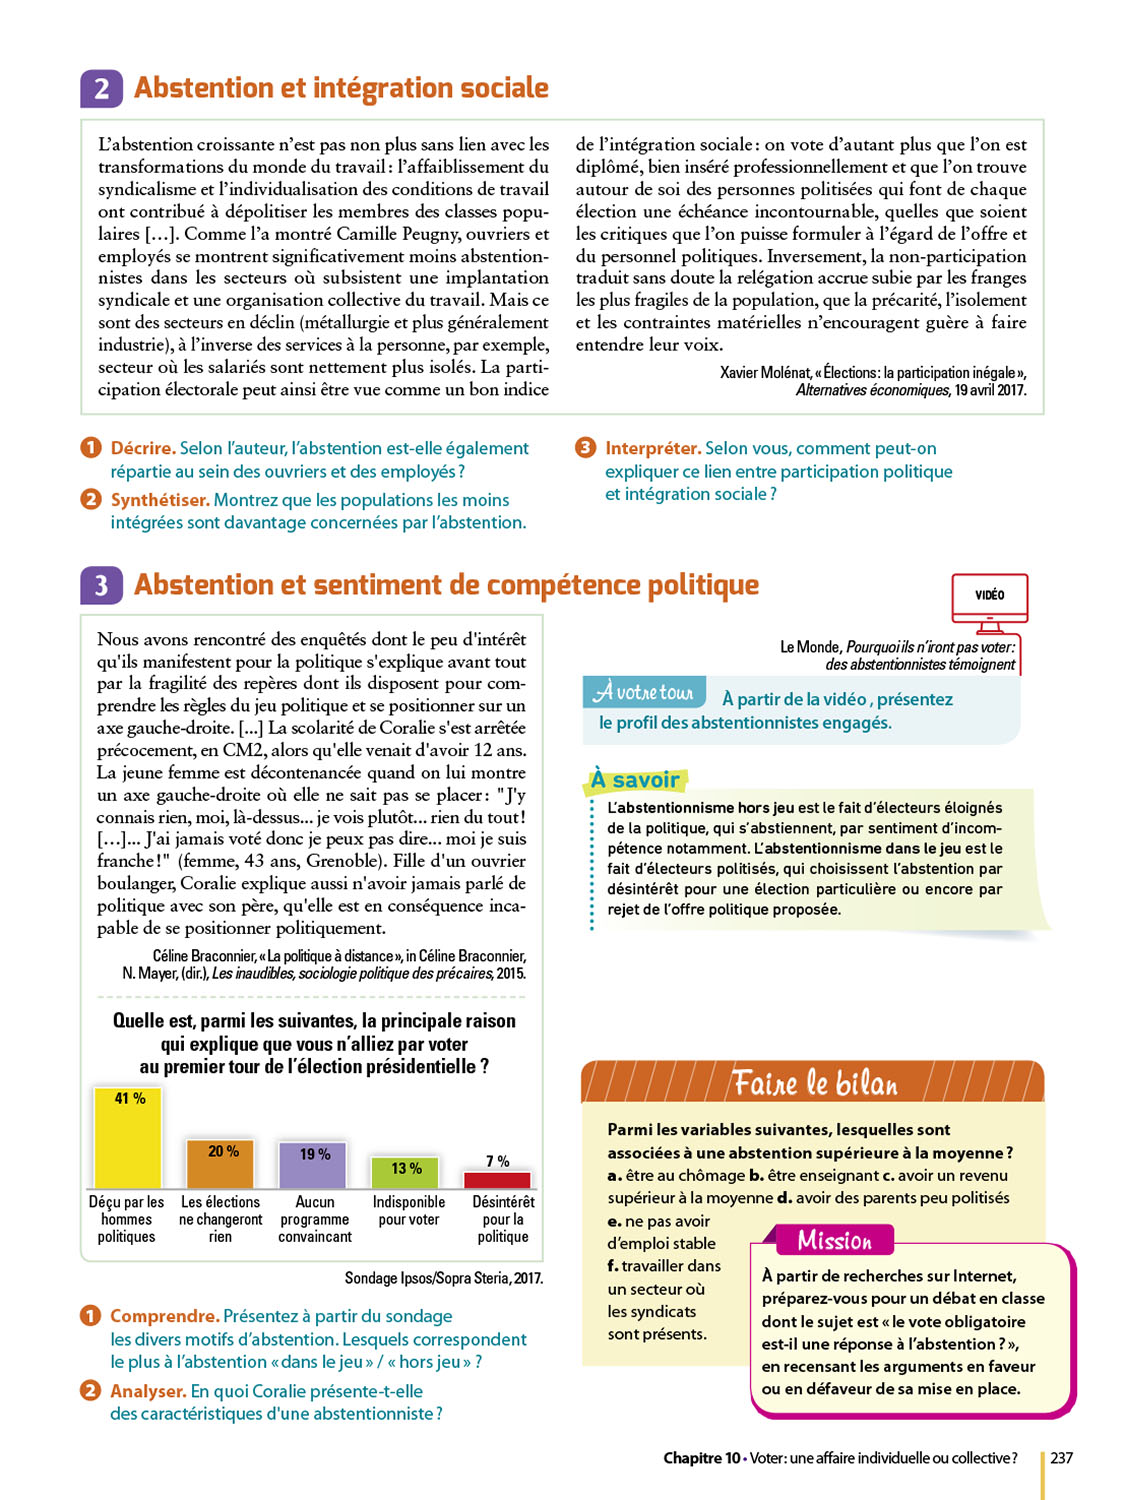 2 Abstention et intégration sociale
L’abstention croissante n’est pas non plus sans lien avec les
transformations du monde du travail : l’affaiblissement du
syndicalisme et l’individualisation des conditions de travail
ont contribué à dépolitiser les membres des classes popu-
laires […]. Comme l’a montré Camille Peugny, ouvriers et
employés se montrent significativement moins abstention-
nistes dans les secteurs où subsistent une implantation
syndicale et une organisation collective du travail. Mais ce
sont des secteurs en déclin (métallurgie et plus généralement
industrie), à l’inverse des services à la personne, par exemple,
secteur où les salariés sont nettement plus isolés. La parti-
cipation électorale peut ainsi être vue comme un bon indice
de l’intégration sociale : on vote d’autant plus que l’on est
diplômé, bien inséré professionnellement et que l’on trouve
autour de soi des personnes politisées qui font de chaque
élection une échéance incontournable, quelles que soient
les critiques que l’on puisse formuler à l’égard de l’offre et
du personnel politiques. Inversement, la non-participation
traduit sans doute la relégation accrue subie par les franges
les plus fragiles de la population, que la précarité, l’isolement
et les contraintes matérielles n’encouragent guère à faire
entendre leur voix.
Xavier Molénat, « Élections : la participation inégale »,
Alternatives économiques, 19 avril 2017.
1 Décrire. Selon l’auteur, l’abstention est-elle également
répartie au sein des ouvriers et des employés ?
2 Synthétiser. Montrez que les populations les moins
intégrées sont davantage concernées par l’abstention.
3 Interpréter. Selon vous, comment peut-on
expliquer ce lien entre participation politique
et intégration sociale ?
3 Abstention et sentiment de compétence politique
Nous avons rencontré des enquêtés dont le peu d'intérêt
qu'ils manifestent pour la politique s'explique avant tout
par la fragilité des repères dont ils disposent pour com-
prendre les règles du jeu politique et se positionner sur un
axe gauche-droite. [...] La scolarité de Coralie s'est arrêtée
précocement, en CM2, alors qu'elle venait d'avoir 12 ans.
La jeune femme est décontenancée quand on lui montre
un axe gauche-droite où elle ne sait pas se placer : "J'y
connais rien, moi, là-dessus... je vois plutôt... rien du tout !
[…]... J'ai jamais voté donc je peux pas dire... moi je suis
franche !" (femme, 43 ans, Grenoble). Fille d'un ouvrier
boulanger, Coralie explique aussi n'avoir jamais parlé de
politique avec son père, qu'elle est en conséquence inca-
pable de se positionner politiquement.
Céline Braconnier, « La politique à distance », in Céline Braconnier,
N. Mayer, (dir.), Les inaudibles, sociologie politique des précaires, 2015.
Quelle est, parmi les suivantes, la principale raison
qui explique que vous n’alliez par voter
au premier tour de l’élection présidentielle ?
41 % 20 % 19 % 13 % 7 %
Déçu par les Les élections Aucun Indisponible Désintérêt
hommes ne changeront programme pour voter pour la
politiques rien convaincant politique
Sondage Ipsos/Sopra Steria, 2017.
1 Comprendre. Présentez à partir du sondage
les divers motifs d’abstention. Lesquels correspondent
le plus à l’abstention « dans le jeu » / « hors jeu » ?
2 Analyser. En quoi Coralie présente-t-elle
des caractéristiques d'une abstentionniste ?
VIDÉO
Le Monde, Pourquoi ils n’iront pas voter :
des abstentionnistes témoignent
À votre tour À partir de la vidéo , présentez
le profil des abstentionnistes engagés.
À savoir
L’abstentionnisme hors jeu est le fait d’électeurs éloignés
de la politique, qui s’abstiennent, par sentiment d’incom-
pétence notamment. L’abstentionnisme dans le jeu est le
fait d’électeurs politisés, qui choisissent l’abstention par
désintérêt pour une élection particulière ou encore par
rejet de l’offre politique proposée.
Faire le bilan
Parmi les variables suivantes, lesquelles sont
associées à une abstention supérieure à la moyenne ?
a. être au chômage b. être enseignant c. avoir un revenu
supérieur à la moyenne d. avoir des parents peu politisés
e. ne pas avoir
d’emploi stable
f. travailler dans
un secteur où
les syndicats
sont présents.
Mission
À partir de recherches sur Internet,
préparez-vous pour un débat en classe
dont le sujet est « le vote obligatoire
est-il une réponse à l’abstention ? »,
en recensant les arguments en faveur
ou en défaveur de sa mise en place.
Chapitre 10 • Voter : une affaire individuelle ou collective ? 237